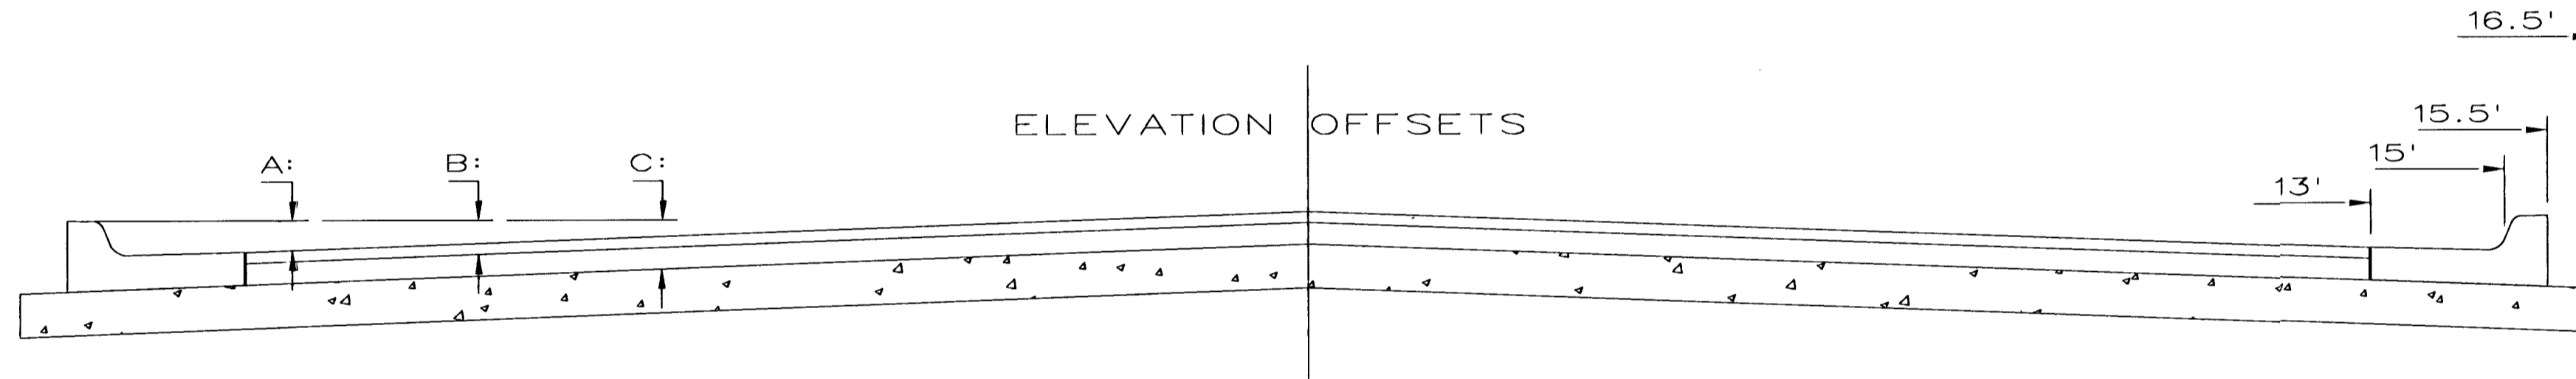 16.5'
ELEVATION OFFSETS
15.5'
A: B: C:
15'
13'